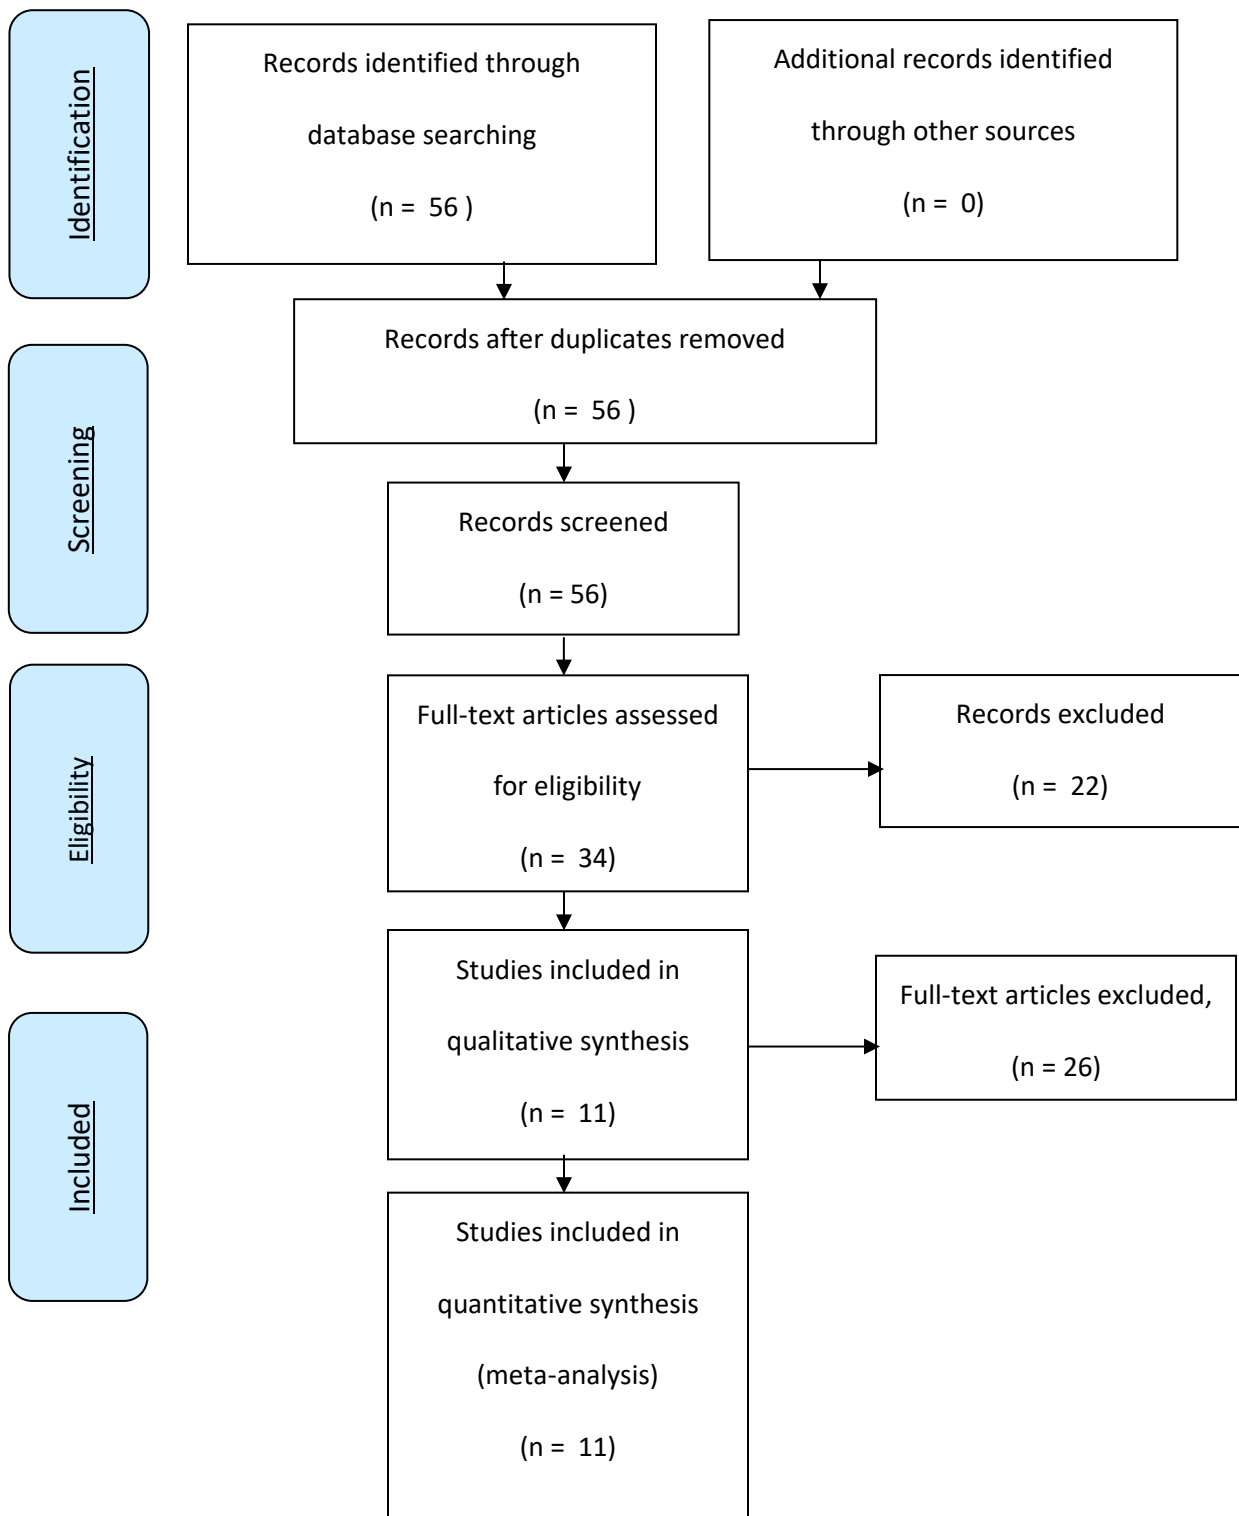 Identification
Records identified through
database searching
(n =  56 )
Additional records identified
through other sources
(n =  0)
Records after duplicates removed
(n =  56 )
Screening
Records screened
(n = 56)
Eligibility
Full-text articles assessed
for eligibility
(n =  34)
Records excluded
(n =  22)
Studies included in
qualitative synthesis
(n =  11)
Full-text articles excluded,
(n = 26)
Included
Studies included in
quantitative synthesis
(meta-analysis)
(n =  11)